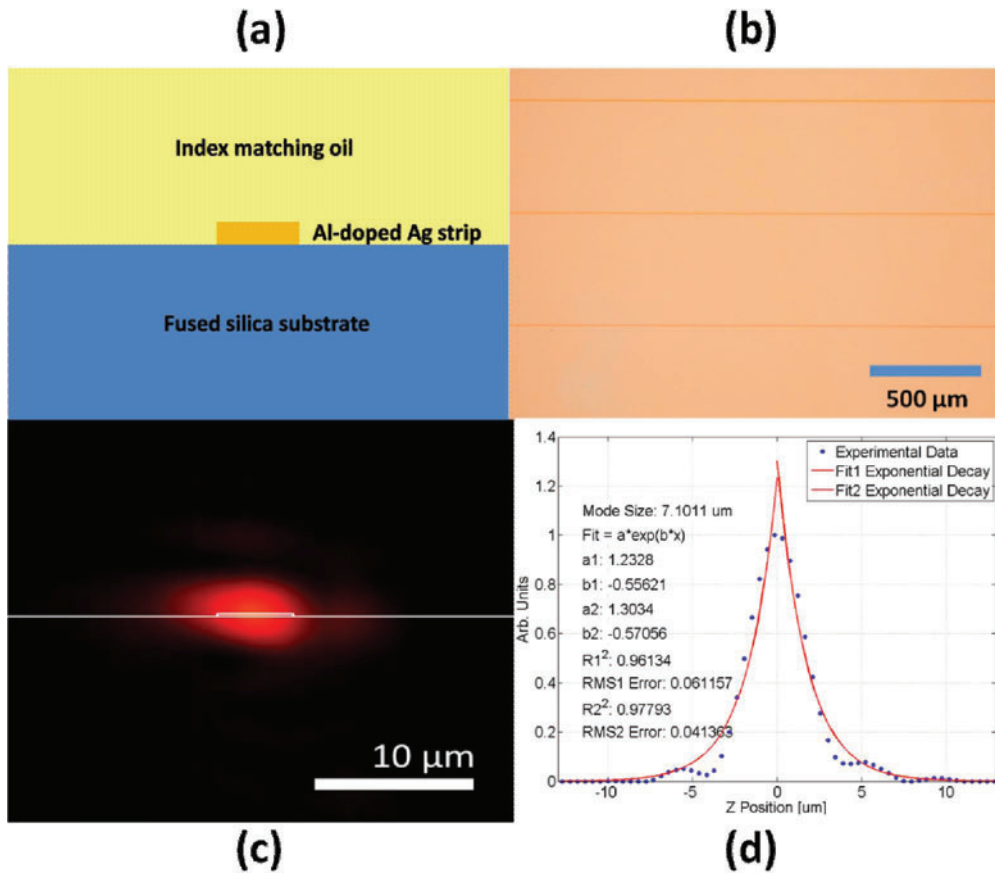 (a)
(b)
Index matching oil
Al-doped Ag strip
Fused silica substrate
500 µm
10 µm
1.4
1.2
1
0.8
0.6
0.4
0.2
0
Arb. Units
Experimental Data
Fit1 Exponential Decay
Fit2 Exponential Decay
Mode Size: 7.1011 um
Fit = a*exp(b*x)
a1: 1.2328
b1: -0.55621
a2: 1.3034
b2: -0.57056
R1²: 0.96134
RMS1 Error: 0.061157
R2²: 0.97793
RMS2 Error: 0.041363
-10 -5 0 5 10
Z Position [um]
(c)
(d)